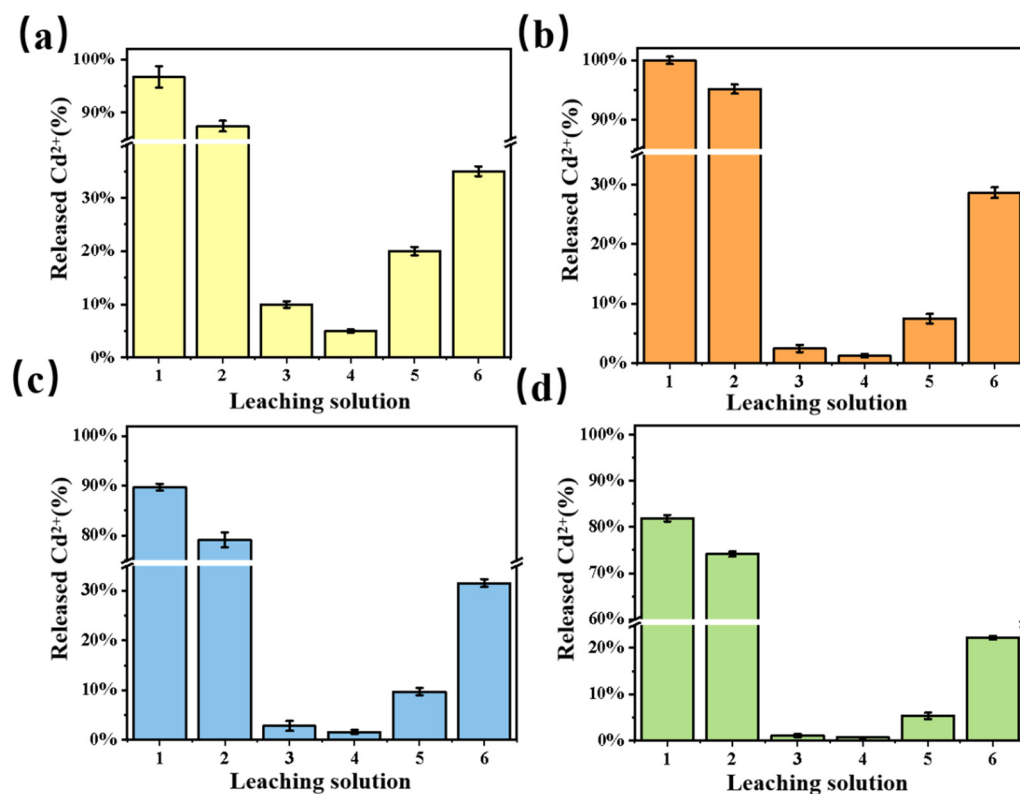 (a)
Released Cd²⁺(%)
100%
90%
30%
20%
10%
0%
1 2 3 4 5 6
Leaching solution
(b)
Released Cd²⁺(%)
100%
90%
30%
20%
10%
0%
1 2 3 4 5 6
Leaching solution
(c)
Released Cd²⁺(%)
100%
90%
80%
30%
20%
10%
0%
1 2 3 4 5 6
Leaching solution
(d)
Released Cd²⁺(%)
100%
90%
80%
70%
60%
20%
10%
0%
1 2 3 4 5 6
Leaching solution